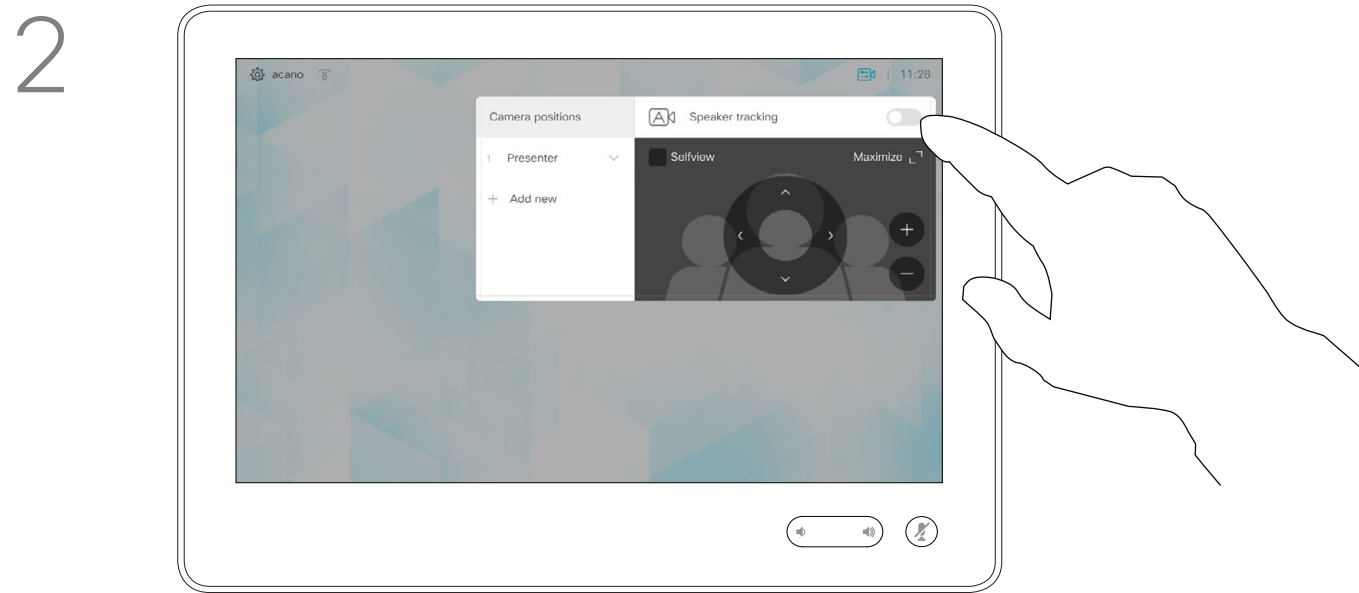 2
acano
11:28
Camera positions
Speaker tracking
1 Presenter
Selfview
Maximize
+ Add new
+
−